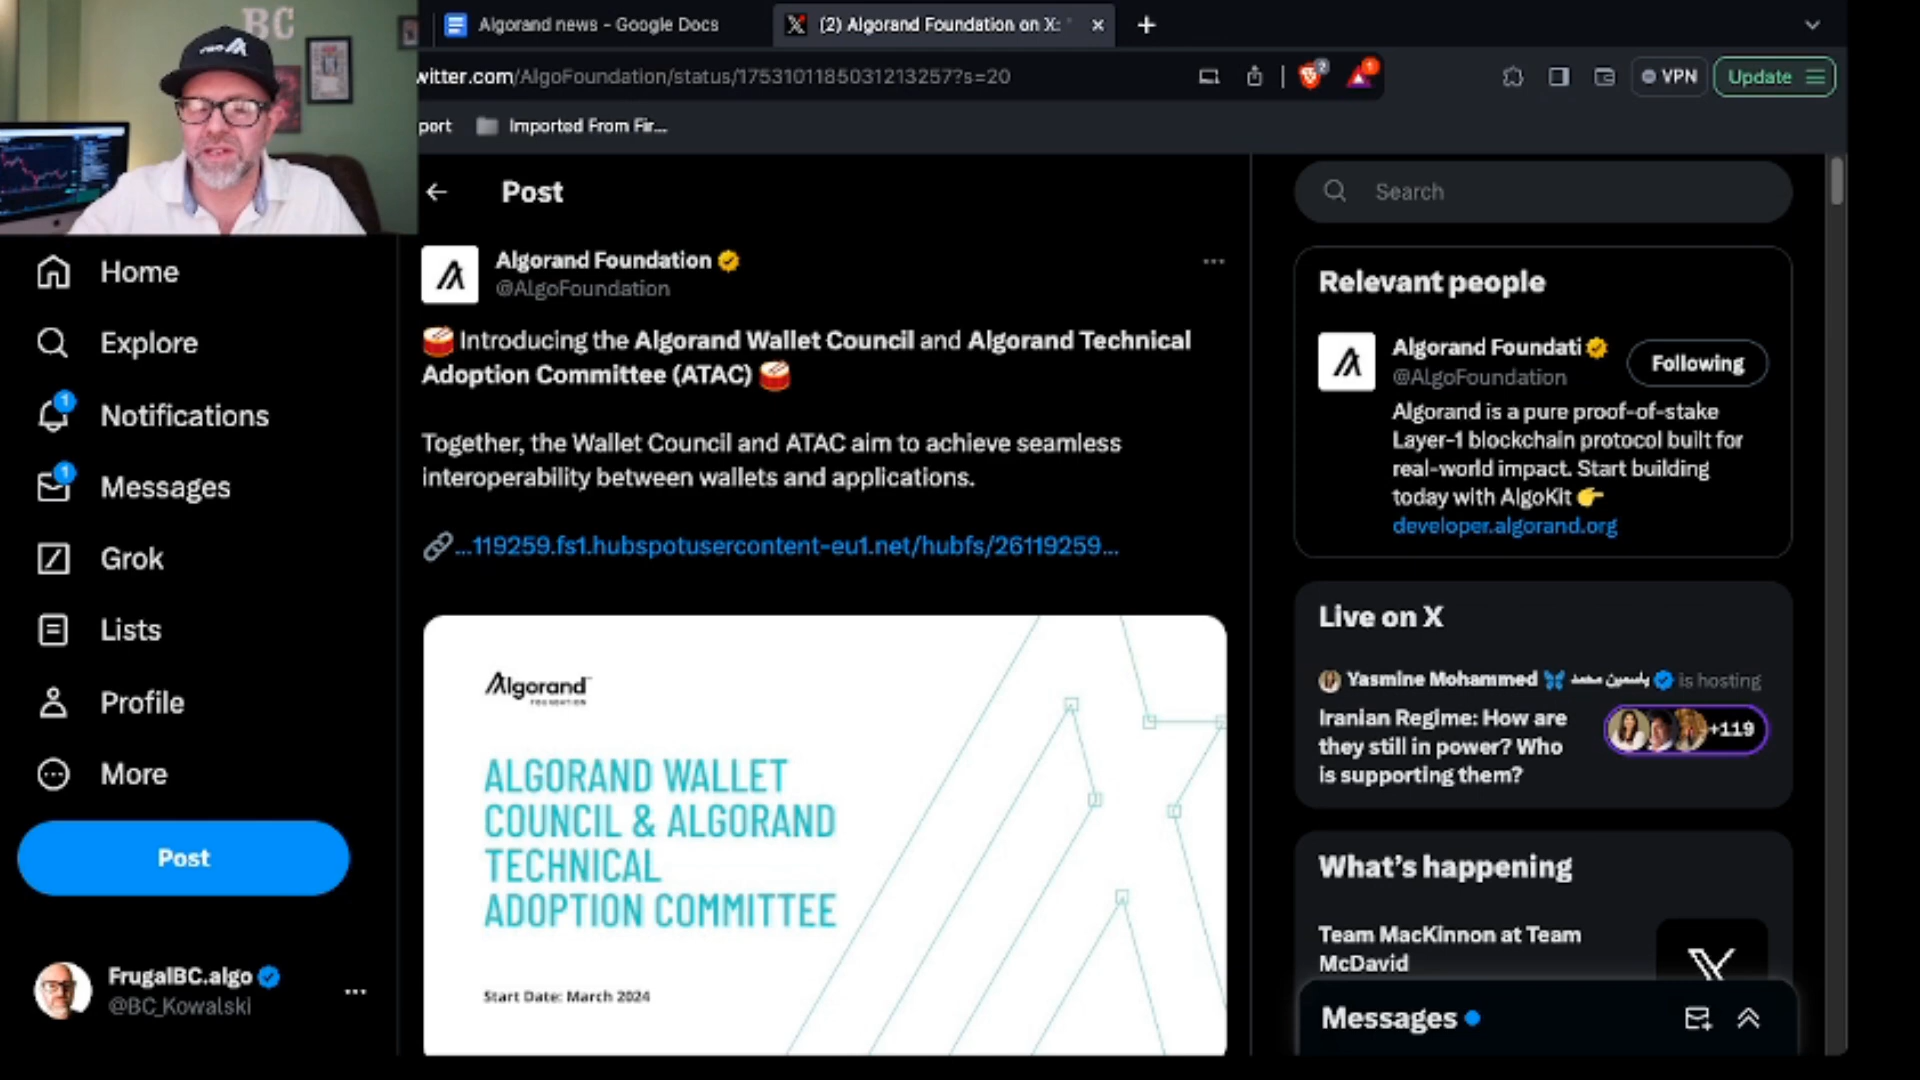 BC
Algorand news - Google Docs
(2) Algorand Foundation on X: "
witter.com/AlgoFoundation/status/1753101185031213257?s=20
2
1
VPN
Update
port
Imported From Fir...
Post
Search
Algorand Foundation
@AlgoFoundation
Introducing the Algorand Wallet Council and Algorand Technical
Adoption Committee (ATAC)
Together, the Wallet Council and ATAC aim to achieve seamless
interoperability between wallets and applications.
...119259.fs1.hubspotusercontent-eu1.net/hubfs/26119259...
Algorand
FOUNDATION
ALGORAND WALLET
COUNCIL & ALGORAND
TECHNICAL
ADOPTION COMMITTEE
Start Date: March 2024
Home
Explore
1
Notifications
1
Messages
Grok
Lists
Profile
More
Post
FrugalBC.algo
@BC_Kowalski
Relevant people
Algorand Foundati
@AlgoFoundation
Following
Algorand is a pure proof-of-stake
Layer-1 blockchain protocol built for
real-world impact. Start building
today with AlgoKit
developer.algorand.org
Live on X
Yasmine Mohammed ياسمين محمد is hosting
Iranian Regime: How are
they still in power? Who
is supporting them?
+119
What's happening
Team MacKinnon at Team
McDavid
Messages